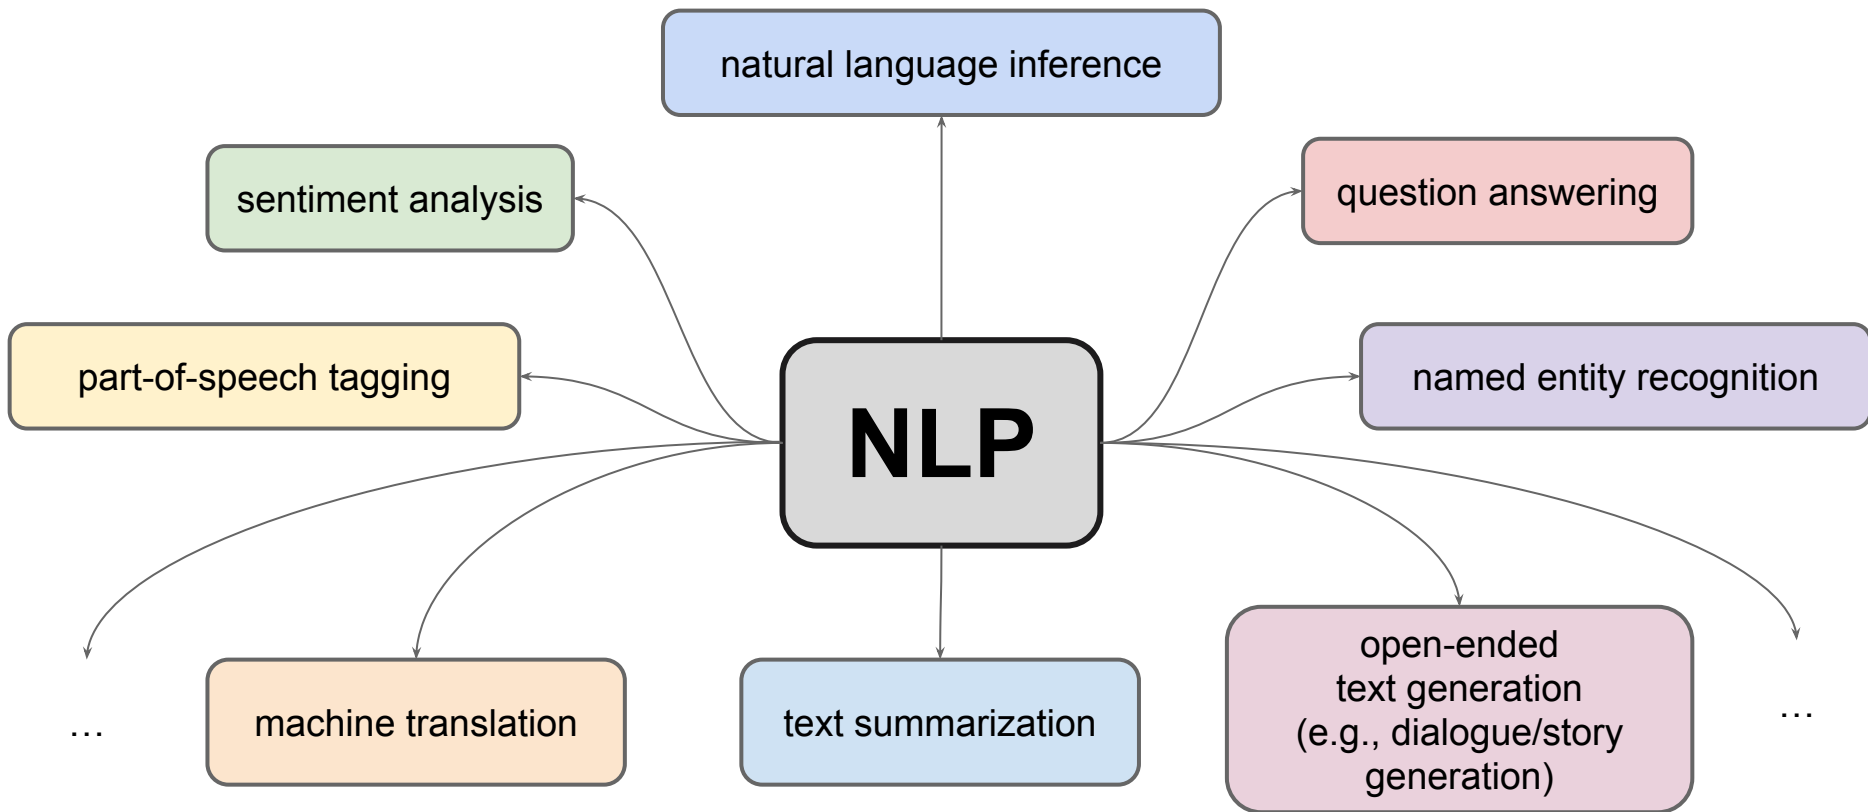 natural language inference
sentiment analysis
question answering
part-of-speech tagging
named entity recognition
NLP
open-ended
text generation
(e.g., dialogue/story
generation)
machine translation
text summarization
…
…